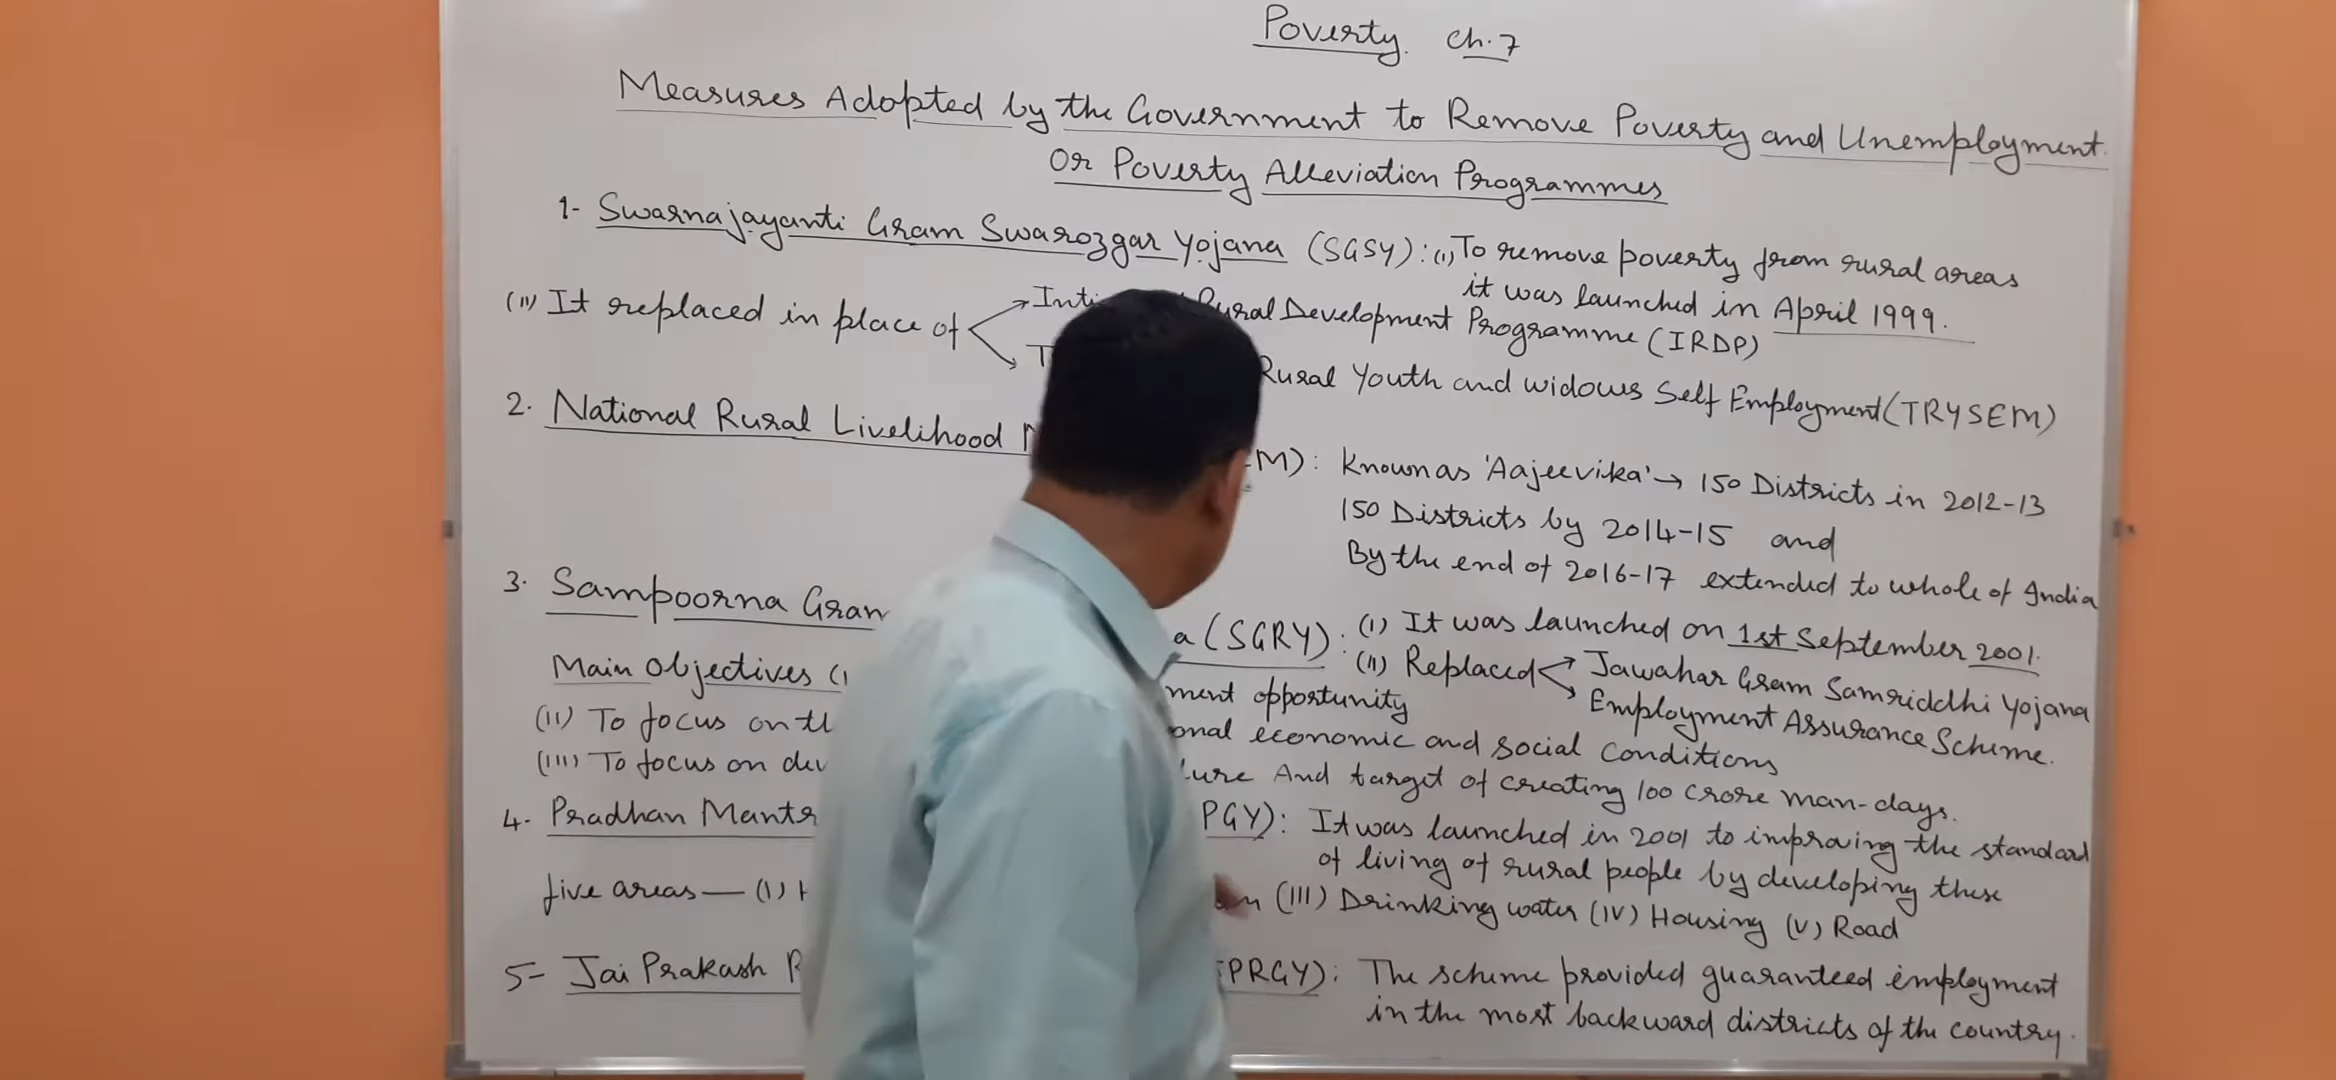 Poverty. Ch.7
Measures Adopted by the Government to Remove Poverty and Unemployment.
Or Poverty Alleviation Programmes
1- Swarnajayanti Gram Swarozgar Yojana (SGSY): (i) To remove poverty from rural areas
it was launched in April 1999.
(ii) It replaced in place of Rural Development Programme (IRDP)
Rural Youth and widows Self Employment (TRYSEM)
2. National Rural Livelihood M): Known as 'Aajeevika' → 150 Districts in 2012-13
150 Districts by 2014-15 and
By the end of 2016-17 extended to whole of India
3. Sampoorna (SGRY): (i) It was launched on 1st September 2001.
(ii) Replaced Jawahar Gram Samriddhi Yojana
Employment Assurance Scheme.
Main Objectives (i opportunity
(ii) To focus on economic and social conditions
(iii) To focus on And target of creating 100 crore man-days.
4. Pradhan PGY): It was launched in 2001 to improving the standard
of living of rural people by developing these
five areas — (i) (iii) Drinking water (iv) Housing (v) Road
5- Jai Prakash PRGY): The scheme provided guaranteed employment
in the most backward districts of the country.